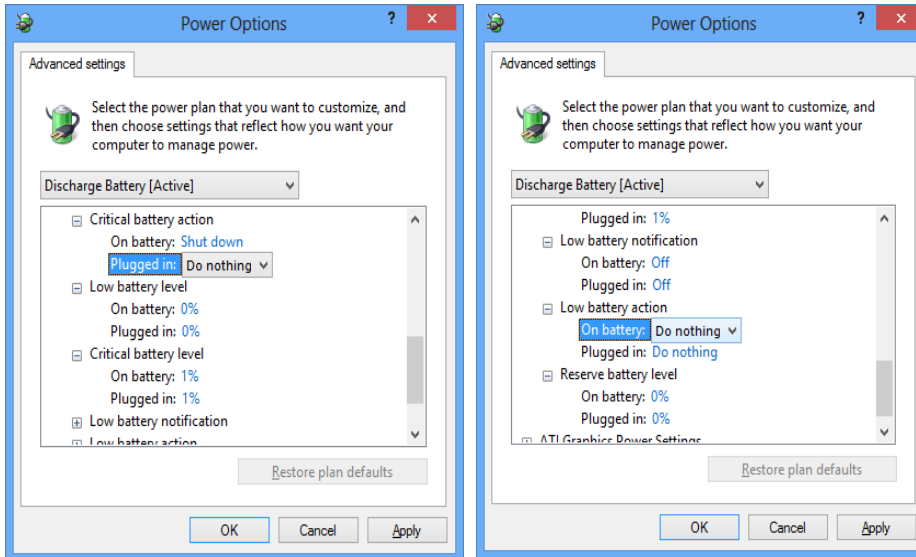 Power Options
?
x
Advanced settings
Select the power plan that you want to customize, and
then choose settings that reflect how you want your
computer to manage power.
Discharge Battery [Active]
Critical battery action
On battery: Shut down
Plugged in: Do nothing
Low battery level
On battery: 0%
Plugged in: 0%
Critical battery level
On battery: 1%
Plugged in: 1%
Low battery notification
Low battery action
Restore plan defaults
OK
Cancel
Apply
Power Options
?
x
Advanced settings
Select the power plan that you want to customize, and
then choose settings that reflect how you want your
computer to manage power.
Discharge Battery [Active]
Plugged in: 1%
Low battery notification
On battery: Off
Plugged in: Off
Low battery action
On battery: Do nothing
Plugged in: Do nothing
Reserve battery level
On battery: 0%
Plugged in: 0%
ATI Graphics Power Settings
Restore plan defaults
OK
Cancel
Apply